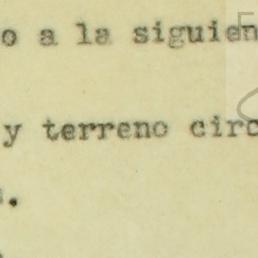 o a la siguien
y terreno circ
.